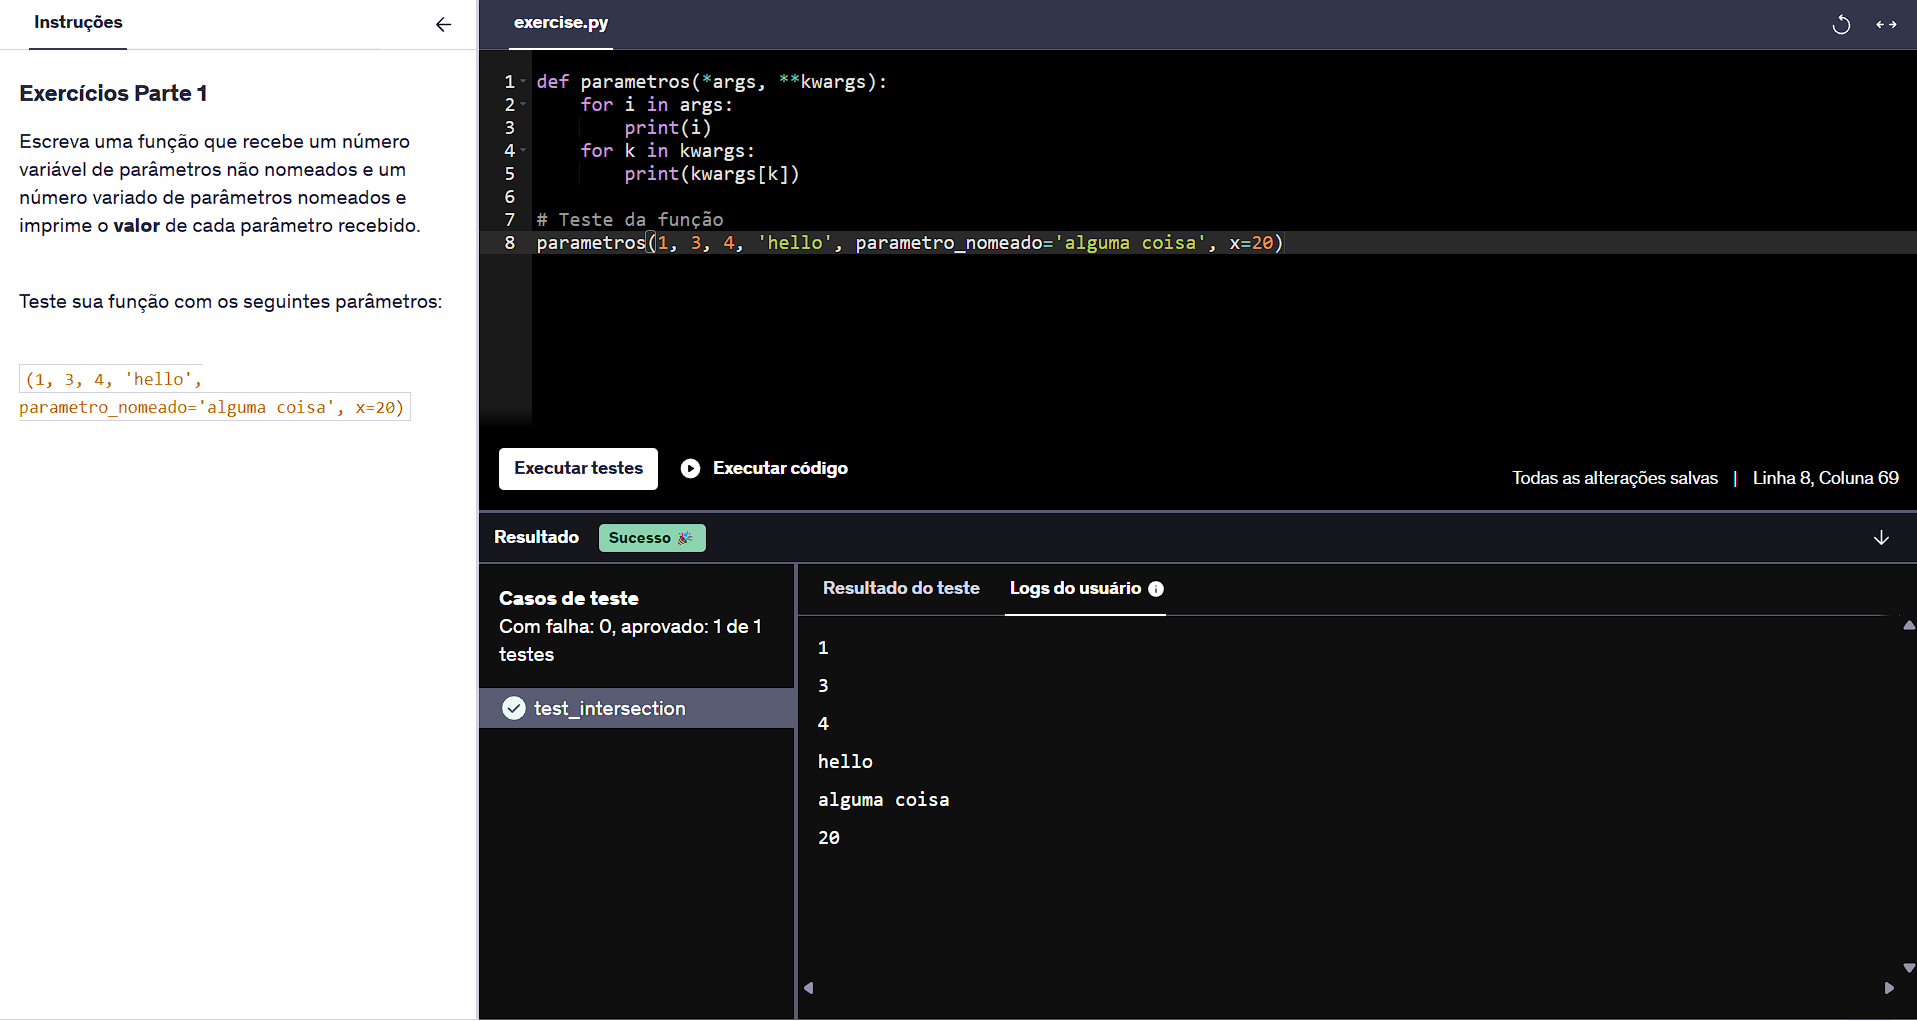 Instruções
Exercícios Parte 1
Escreva uma função que recebe um número
variável de parâmetros não nomeados e um
número variado de parâmetros nomeados e
imprime o valor de cada parâmetro recebido.
Teste sua função com os seguintes parâmetros:
(1, 3, 4, 'hello',
parametro_nomeado='alguma coisa', x=20)
exercise.py
1 def parametros(*args, **kwargs):
2     for i in args:
3         print(i)
4     for k in kwargs:
5         print(kwargs[k])
6
7 # Teste da função
8 parametros(1, 3, 4, 'hello', parametro_nomeado='alguma coisa', x=20)
Executar testes Executar código
Todas as alterações salvas | Linha 8, Coluna 69
Resultado Sucesso 🎉
Casos de teste
Com falha: 0, aprovado: 1 de 1
testes
test_intersection
Resultado do teste Logs do usuário
1
3
4
hello
alguma coisa
20